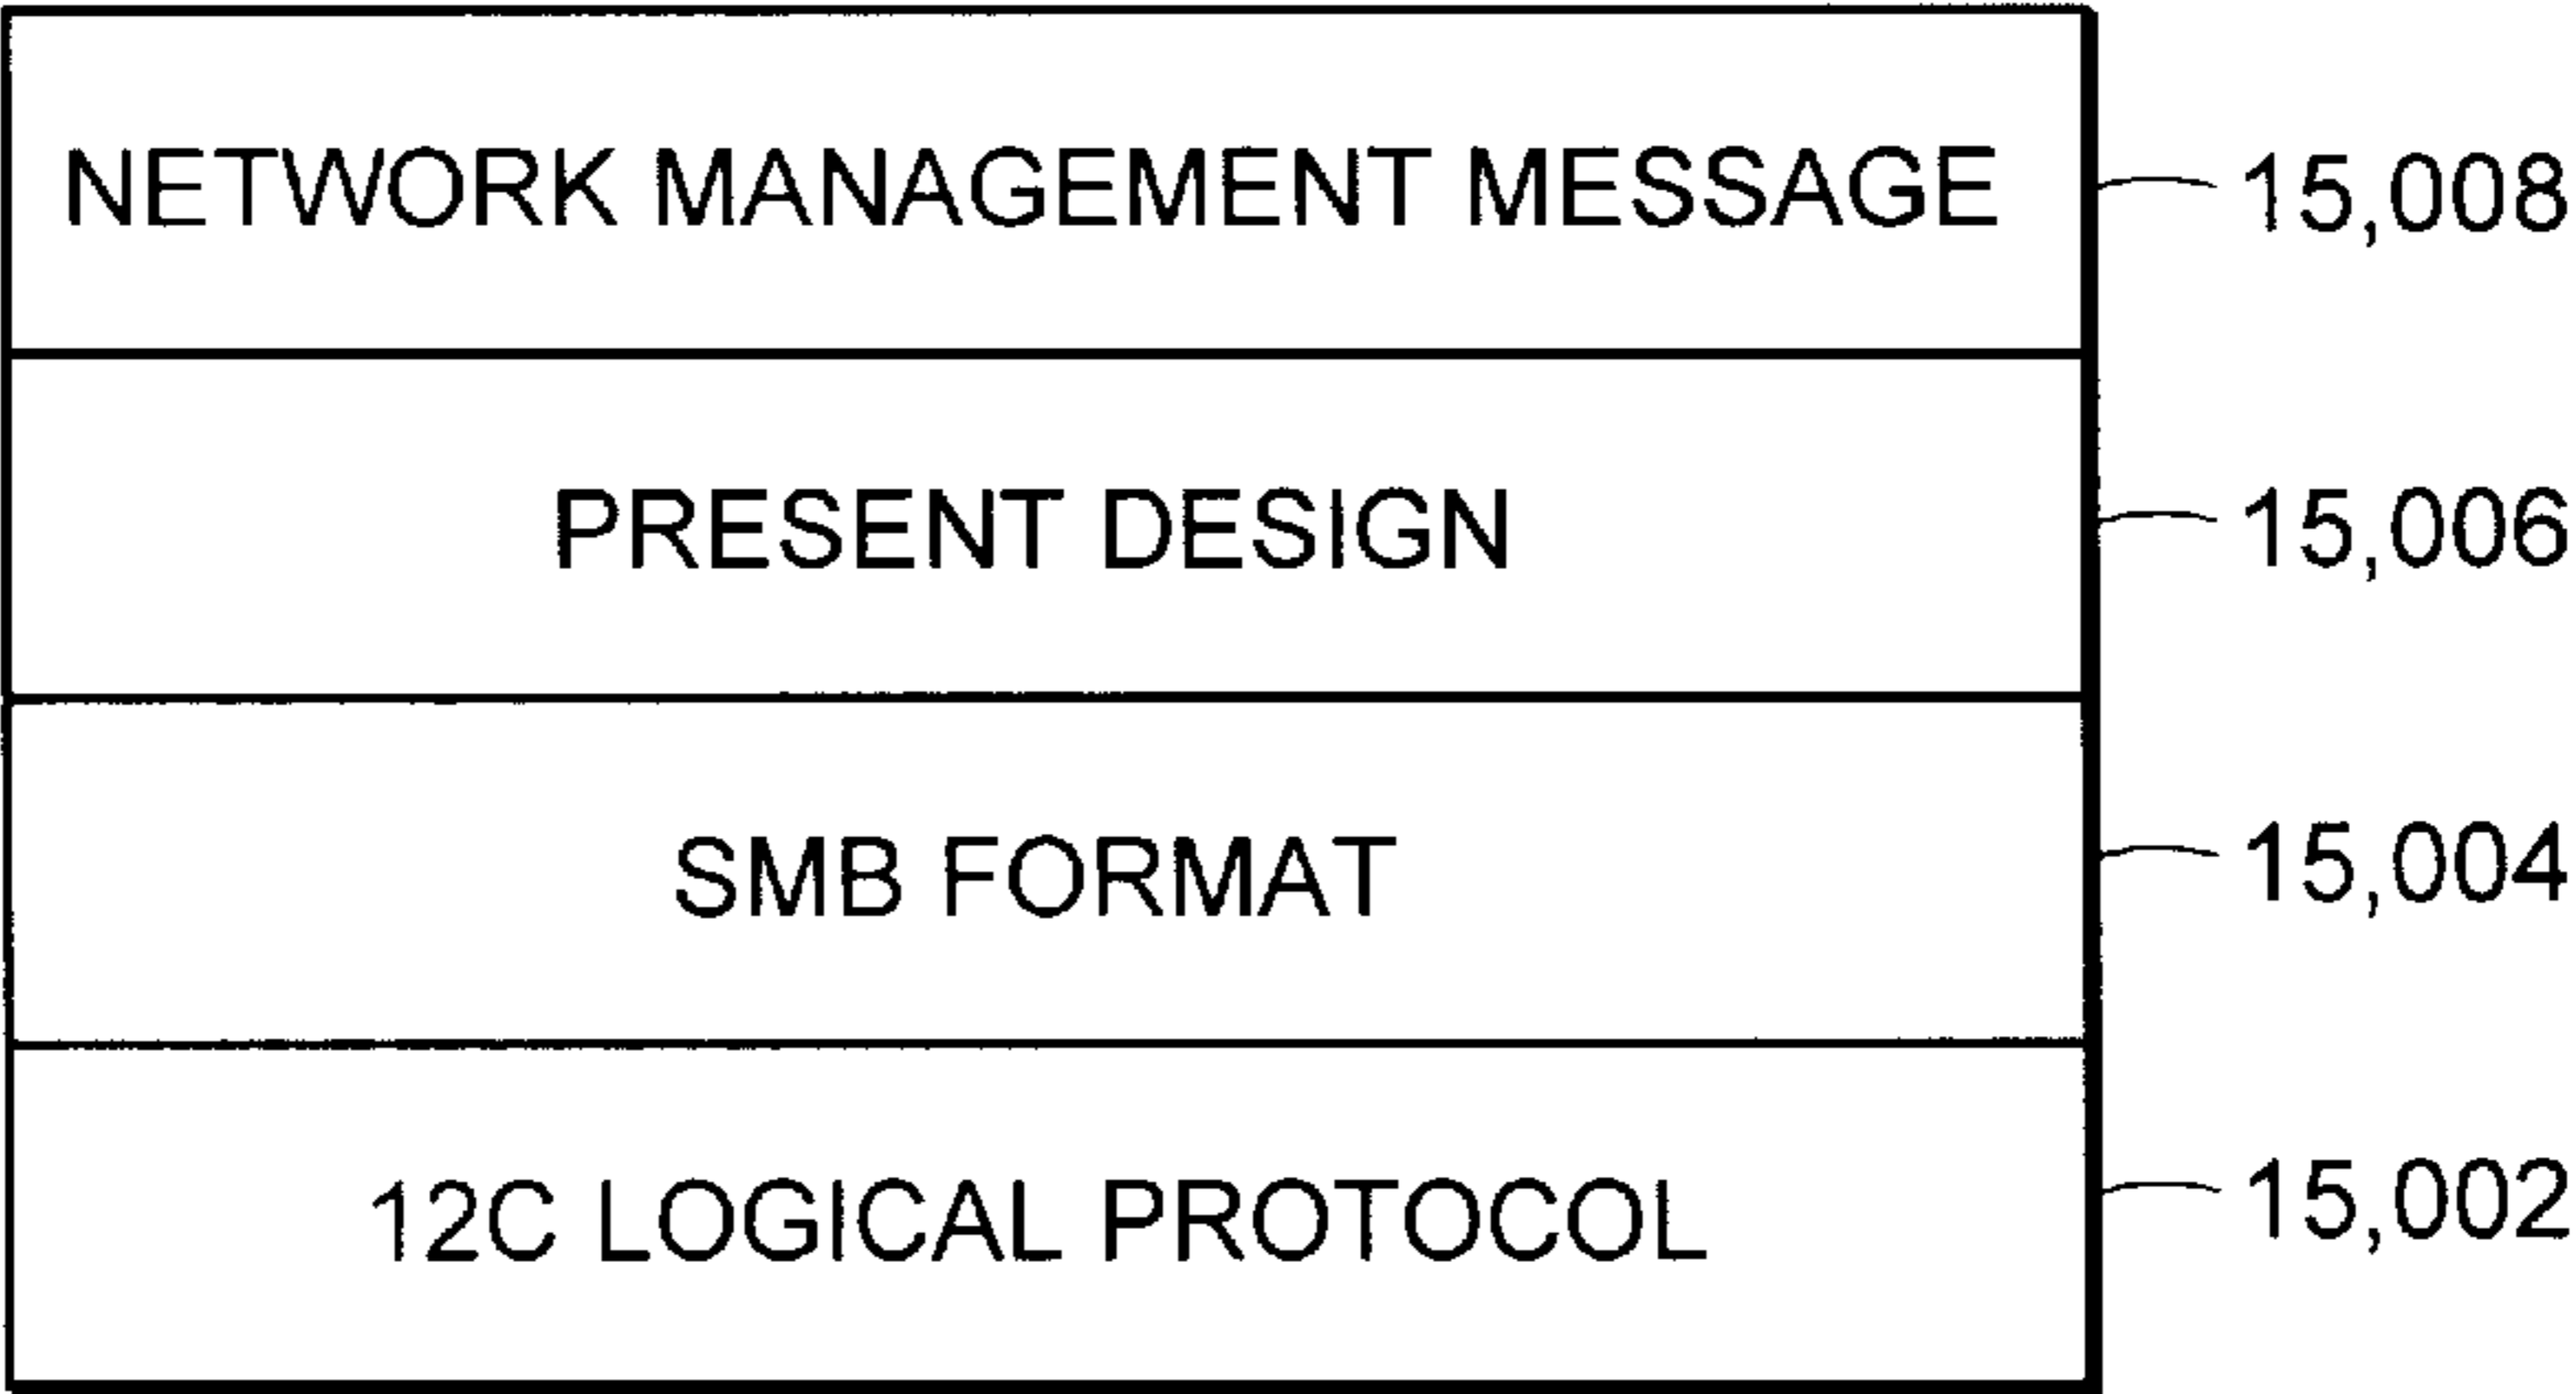 NETWORK MANAGEMENT MESSAGE 15,008
PRESENT DESIGN 15,006
SMB FORMAT 15,004
12C LOGICAL PROTOCOL 15,002